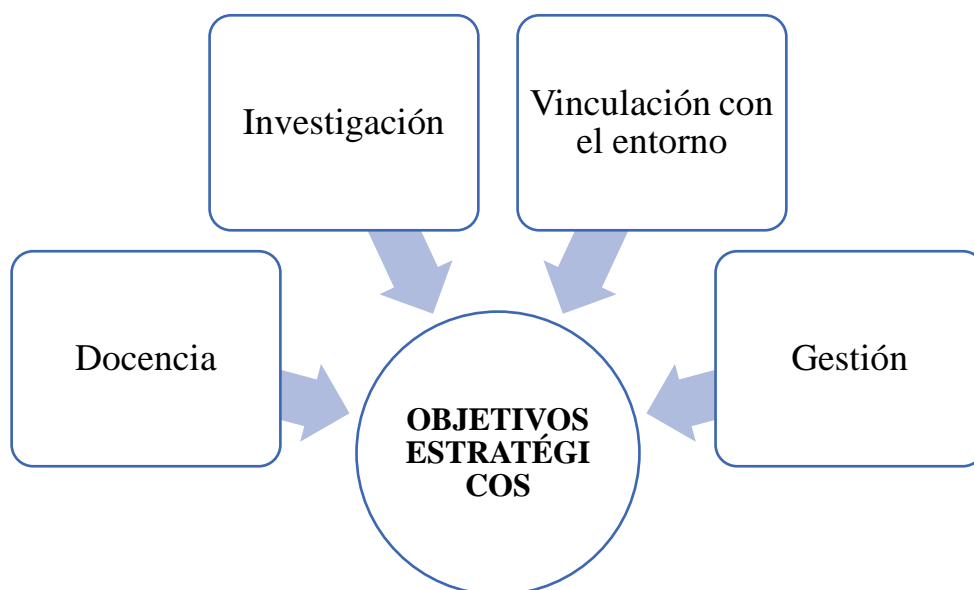 Investigación
Vinculación con
el entorno
Docencia
Gestión
OBJETIVOS
ESTRATÉGI
COS